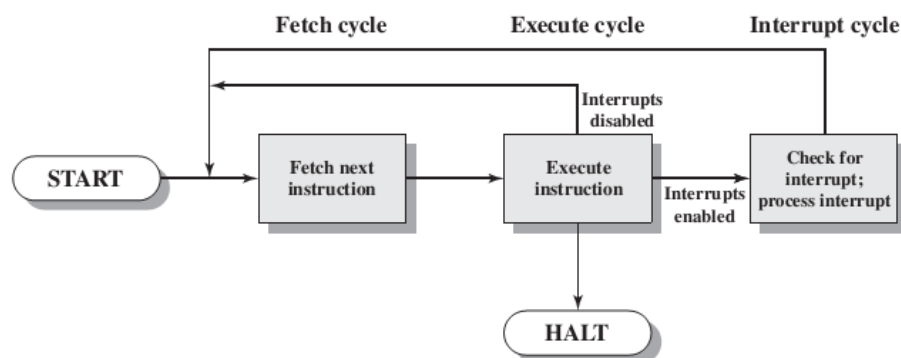 Fetch cycle
Execute cycle
Interrupt cycle
Interrupts
disabled
START
Fetch next
instruction
Execute
instruction
Interrupts
enabled
Check for
interrupt;
process interrupt
HALT